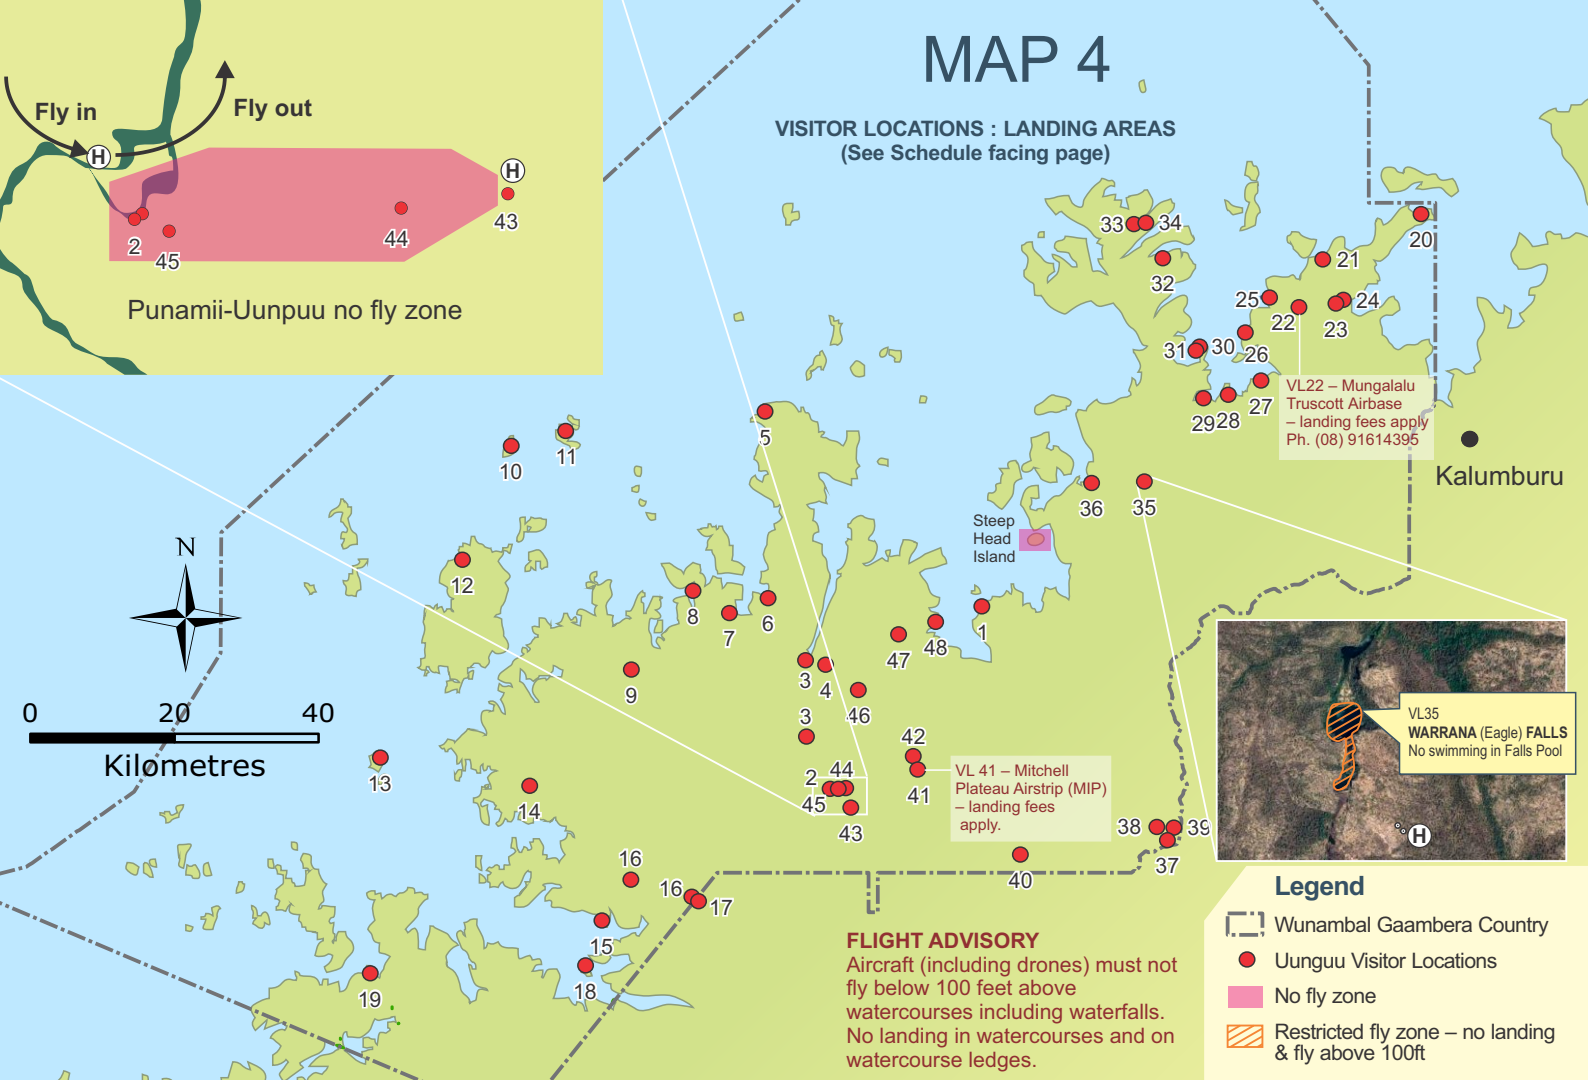 MAP 4
VISITOR LOCATIONS : LANDING AREAS
(See Schedule facing page)
Fly in
Fly out
H
H
2
45
44
43
Punamii-Uunpuu no fly zone
33
34
32
20
21
25
22
23
24
26
31
30
29
28
27
VL22 – Mungalalu
Truscott Airbase
– landing fees apply
Ph. (08) 91614395
Kalumburu
5
10
11
36
35
Steep
Head
Island
N
12
8
7
6
1
48
47
3
4
46
9
3
0
20
40
Kilometres
13
14
2
44
45
43
42
41
VL 41 – Mitchell
Plateau Airstrip (MIP)
– landing fees
apply.
VL35
WARRANA (Eagle) FALLS
No swimming in Falls Pool
H
38
39
37
40
16
16
17
15
18
19
FLIGHT ADVISORY
Aircraft (including drones) must not
fly below 100 feet above
watercourses including waterfalls.
No landing in watercourses and on
watercourse ledges.
Legend
Wunambal Gaambera Country
Uunguu Visitor Locations
No fly zone
Restricted fly zone – no landing
& fly above 100ft